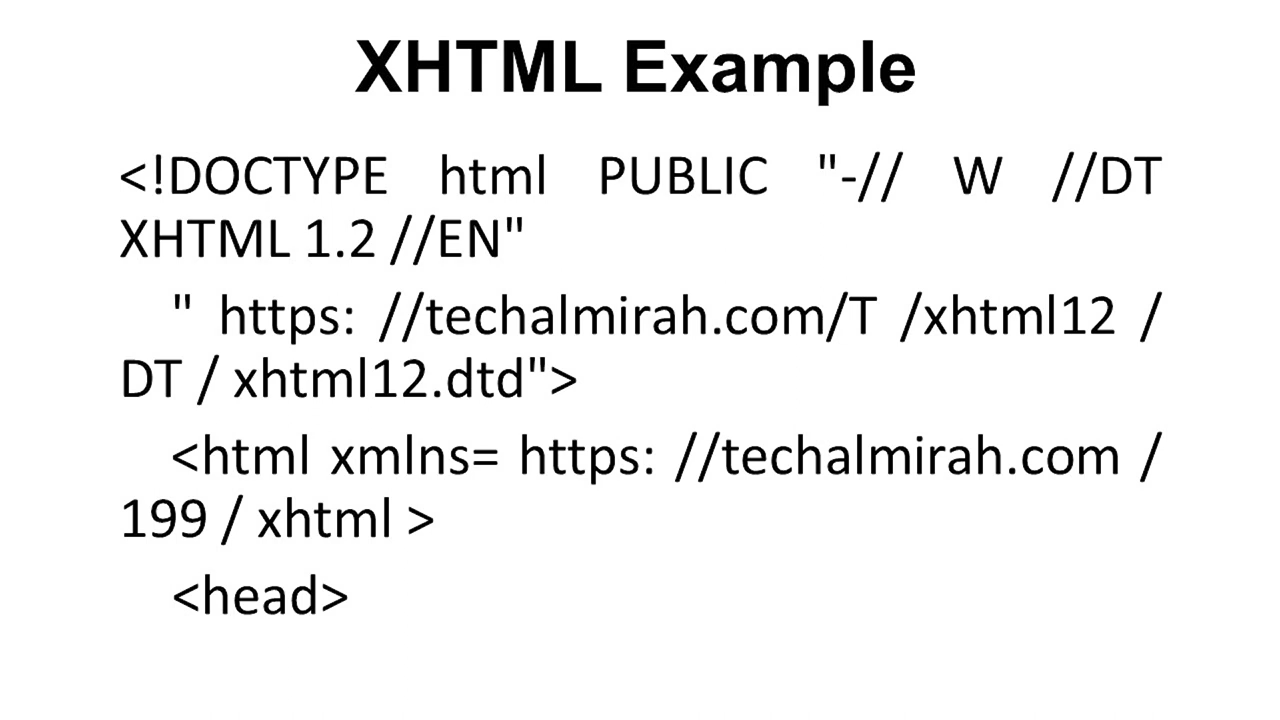 XHTML Example
<!DOCTYPE html PUBLIC "-// W //DT
XHTML 1.2 //EN"
" https: //techalmirah.com/T /xhtml12 /
DT / xhtml12.dtd">
<html xmlns= https: //techalmirah.com /
199 / xhtml >
<head>